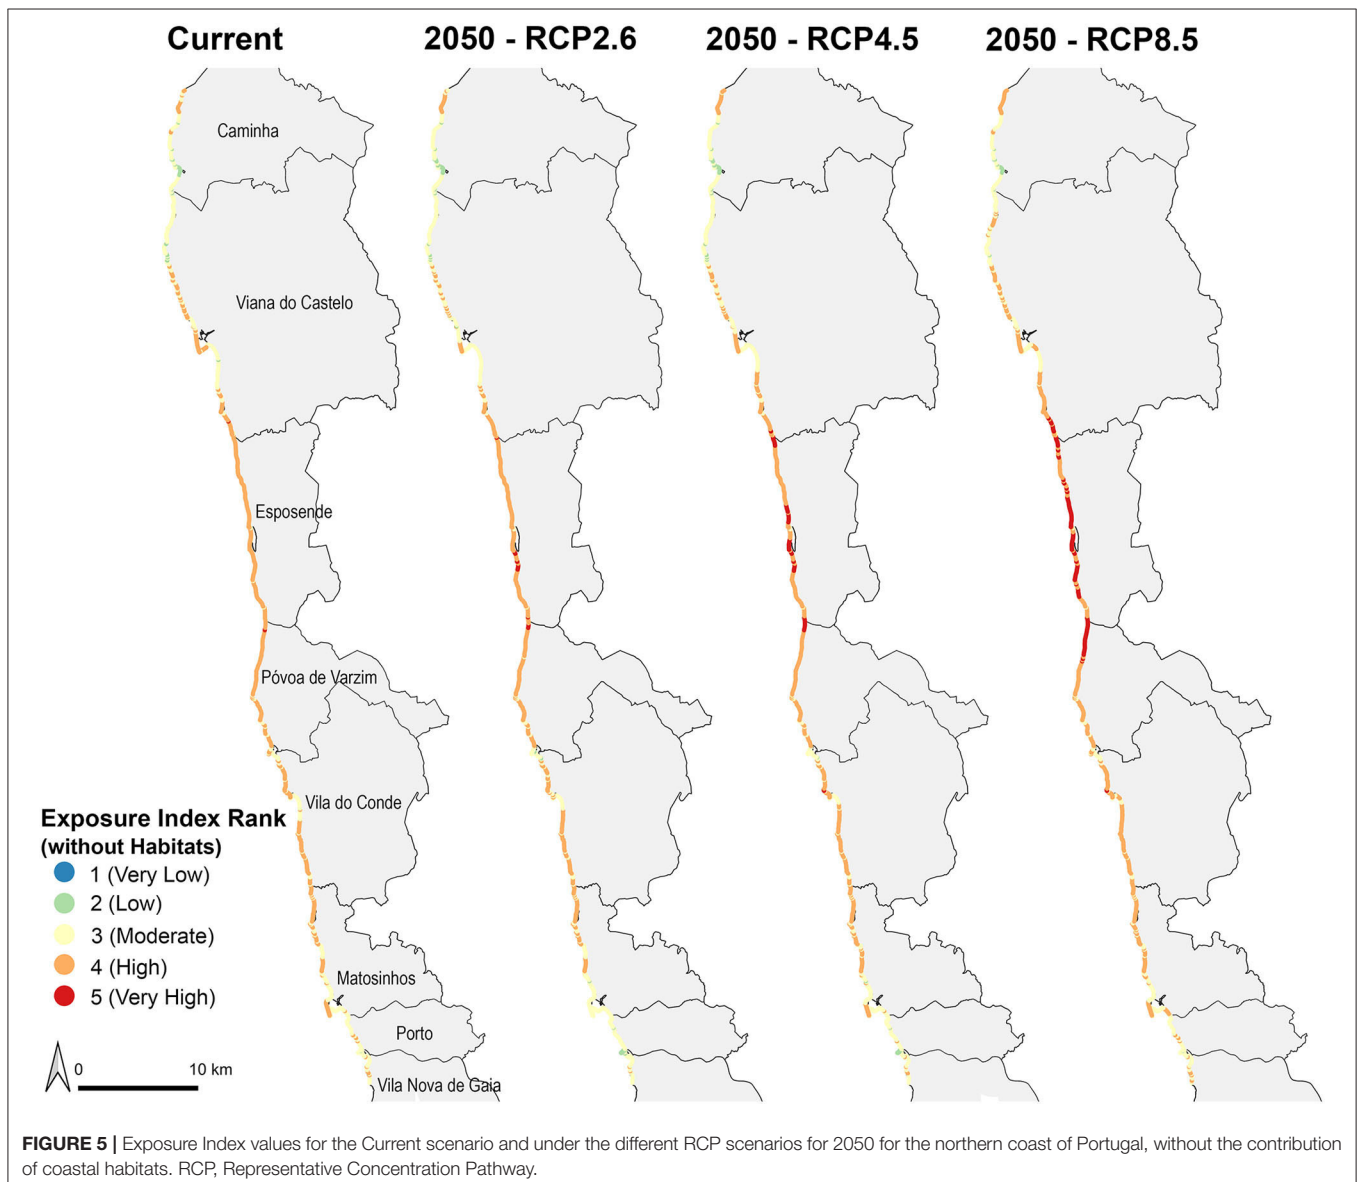 Current
2050 - RCP2.6
2050 - RCP4.5
2050 - RCP8.5
Caminha
Viana do Castelo
Esposende
Póvoa de Varzim
Vila do Conde
Matosinhos
Porto
Vila Nova de Gaia
Exposure Index Rank
(without Habitats)
1 (Very Low)
2 (Low)
3 (Moderate)
4 (High)
5 (Very High)
0 10 km
FIGURE 5 | Exposure Index values for the Current scenario and under the different RCP scenarios for 2050 for the northern coast of Portugal, without the contribution
of coastal habitats. RCP, Representative Concentration Pathway.